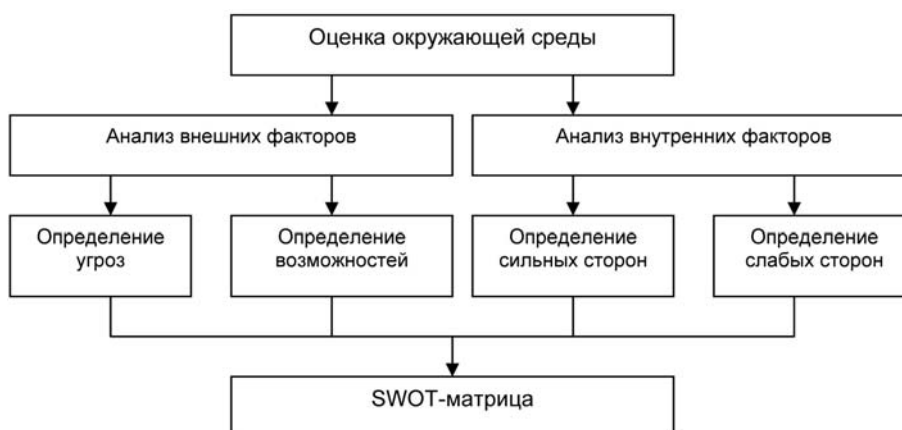 Оценка окружающей среды
Анализ внешних факторов
Анализ внутренних факторов
Определение
угроз
Определение
возможностей
Определение
сильных сторон
Определение
слабых сторон
SWOT-матрица